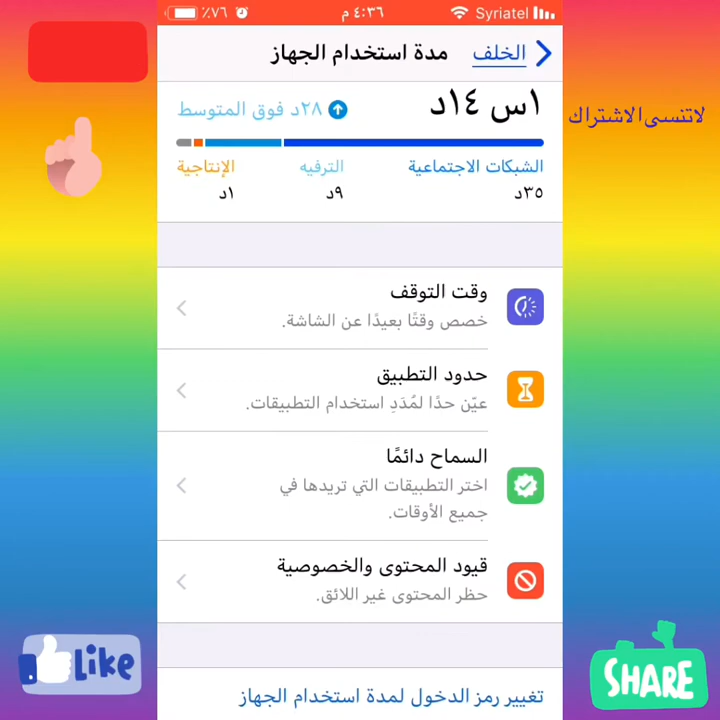 Syriatel
٤:٣٦ م
٪٧٦
الخلف
مدة استخدام الجهاز
١س ١٤د
٢٨د فوق المتوسط
الشبكات الاجتماعية
الترفيه
الإنتاجية
٣٥د
٩د
١د
وقت التوقف
خصص وقتًا بعيدًا عن الشاشة.
حدود التطبيق
عيّن حدًا لمُدَدِ استخدام التطبيقات.
السماح دائمًا
اختر التطبيقات التي تريدها في
جميع الأوقات.
قيود المحتوى والخصوصية
حظر المحتوى غير اللائق.
تغيير رمز الدخول لمدة استخدام الجهاز
لاتنسى الاشتراك
Like
SHARE